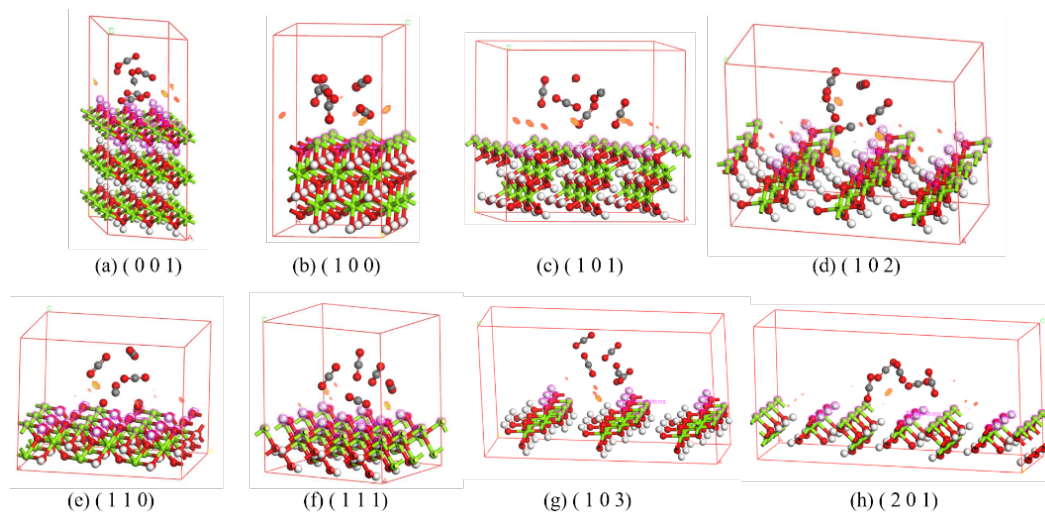 (a) ( 0 0 1)
(b) ( 1 0 0)
(c) ( 1 0 1)
(d) ( 1 0 2)
(e) ( 1 1 0)
(f) ( 1 1 1)
(g) ( 1 0 3)
(h) ( 2 0 1)